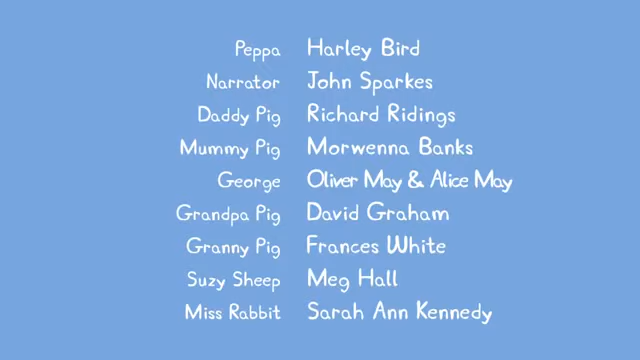 Peppa Harley Bird
Narrator John Sparkes
Daddy Pig Richard Ridings
Mummy Pig Morwenna Banks
George Oliver May & Alice May
Grandpa Pig David Graham
Granny Pig Frances White
Suzy Sheep Meg Hall
Miss Rabbit Sarah Ann Kennedy